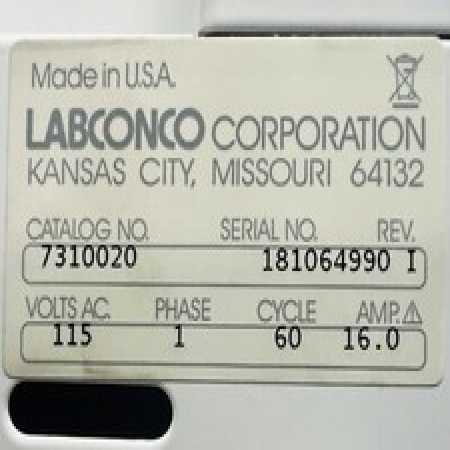 Made in U.S.A.
LABCONCO CORPORATION
KANSAS CITY, MISSOURI 64132
CATALOG NO. SERIAL NO. REV.
7310020 181064990 I
VOLTS AC. PHASE CYCLE AMP.⚠
115 1 60 16.0